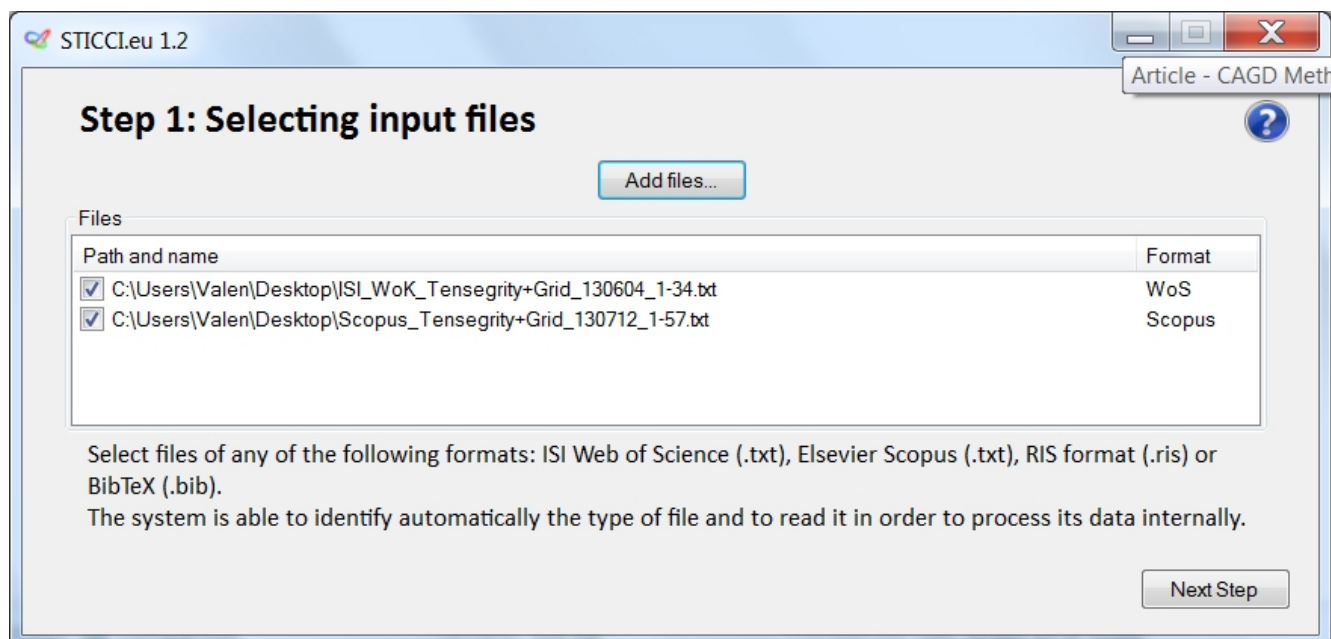 STICCI.eu 1.2
Article - CAGD Meth
Step 1: Selecting input files
?
Add files...
Files
Path and name Format
C:\Users\Valen\Desktop\ISI_WoK_Tensegrity+Grid_130604_1-34.txt WoS
C:\Users\Valen\Desktop\Scopus_Tensegrity+Grid_130712_1-57.txt Scopus
Select files of any of the following formats: ISI Web of Science (.txt), Elsevier Scopus (.txt), RIS format (.ris) or
BibTeX (.bib).
The system is able to identify automatically the type of file and to read it in order to process its data internally.
Next Step